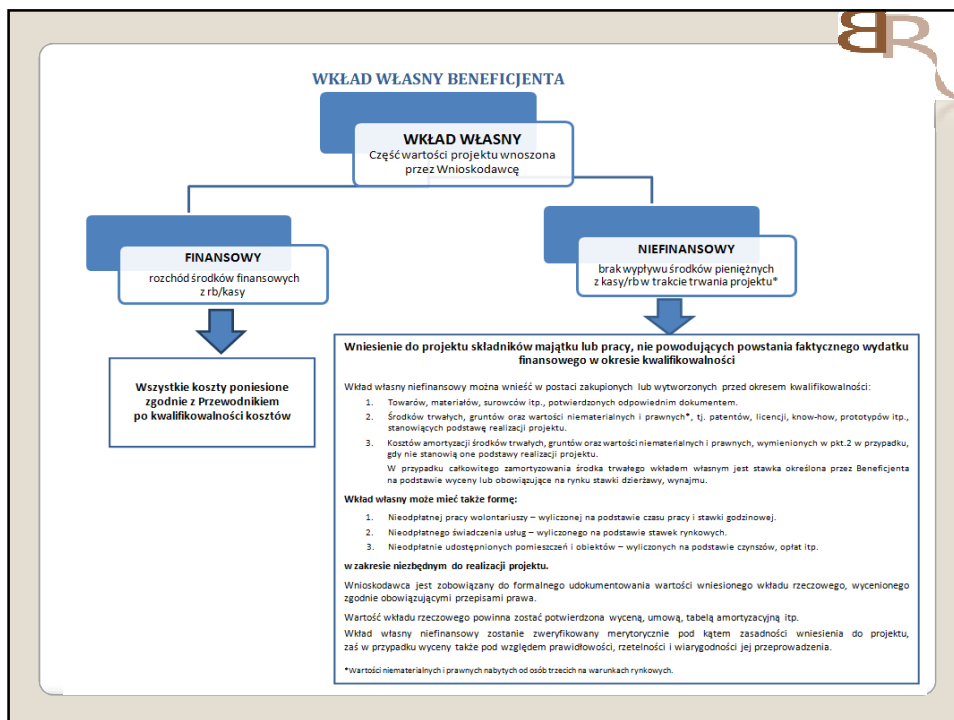 BR
WKŁAD WŁASNY BENEFICJENTA
WKŁAD WŁASNY
Część wartości projektu wnoszona
przez Wnioskodawcę
FINANSOWY
rozchód środków finansowych
z rb/kasy
NIEFINANSOWY
brak wypływu środków pieniężnych
z kasy/rb w trakcie trwania projektu*
Wszystkie koszty poniesione
zgodnie z Przewodnikiem
po kwalifikowalności kosztów
Wniesienie do projektu składników majątku lub pracy, nie powodujących powstania faktycznego wydatku
finansowego w okresie kwalifikowalności
Wkład własny niefinansowy można wnieść w postaci zakupionych lub wytworzonych przed okresem kwalifikowalności:
1. Towarów, materiałów, surowców itp., potwierdzonych odpowiednim dokumentem.
2. Środków trwałych, gruntów oraz wartości niematerialnych i prawnych*, tj. patentów, licencji, know-how, prototypów itp.,
stanowiących podstawę realizacji projektu.
3. Kosztów amortyzacji środków trwałych, gruntów oraz wartości niematerialnych i prawnych, wymienionych w pkt.2 w przypadku,
gdy nie stanowią one podstawy realizacji projektu.
W przypadku całkowitego zamortyzowania środka trwałego wkładem własnym jest stawka określona przez Beneficjenta
na podstawie wyceny lub obowiązujące na rynku stawki dzierżawy, wynajmu.
Wkład własny może mieć także formę:
1. Nieodpłatnej pracy wolontariuszy – wyliczonej na podstawie czasu pracy i stawki godzinowej.
2. Nieodpłatnego świadczenia usług – wyliczonego na podstawie stawek rynkowych.
3. Nieodpłatnie udostępnionych pomieszczeń i obiektów – wyliczonych na podstawie czynszów, opłat itp.
w zakresie niezbędnym do realizacji projektu.
Wnioskodawca jest zobowiązany do formalnego udokumentowania wartości wniesionego wkładu rzeczowego, wycenionego
zgodnie obowiązującymi przepisami prawa.
Wartość wkładu rzeczowego powinna zostać potwierdzona wyceną, umową, tabelą amortyzacyjną itp.
Wkład własny niefinansowy zostanie zweryfikowany merytorycznie pod kątem zasadności wniesienia do projektu,
zaś w przypadku wyceny także pod względem prawidłowości, rzetelności i wiarygodności jej przeprowadzenia.
*Wartości niematerialnych i prawnych nabytych od osób trzecich na warunkach rynkowych.